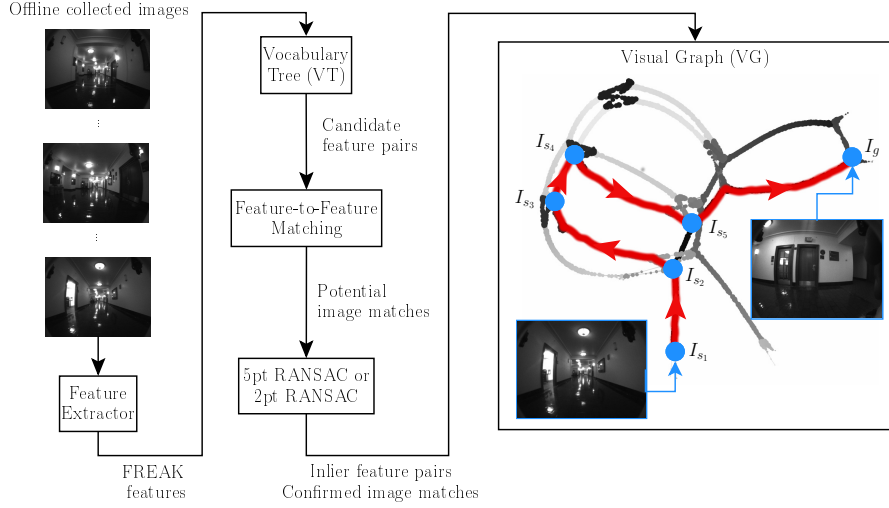 Offline collected images
Feature
Extractor
FREAK
features
Vocabulary
Tree (VT)
Candidate
feature pairs
Feature-to-Feature
Matching
Potential
image matches
5pt RANSAC or
2pt RANSAC
Inlier feature pairs
Confirmed image matches
Visual Graph (VG)
I_{s_4}
I_g
I_{s_3}
I_{s_5}
I_{s_2}
I_{s_1}